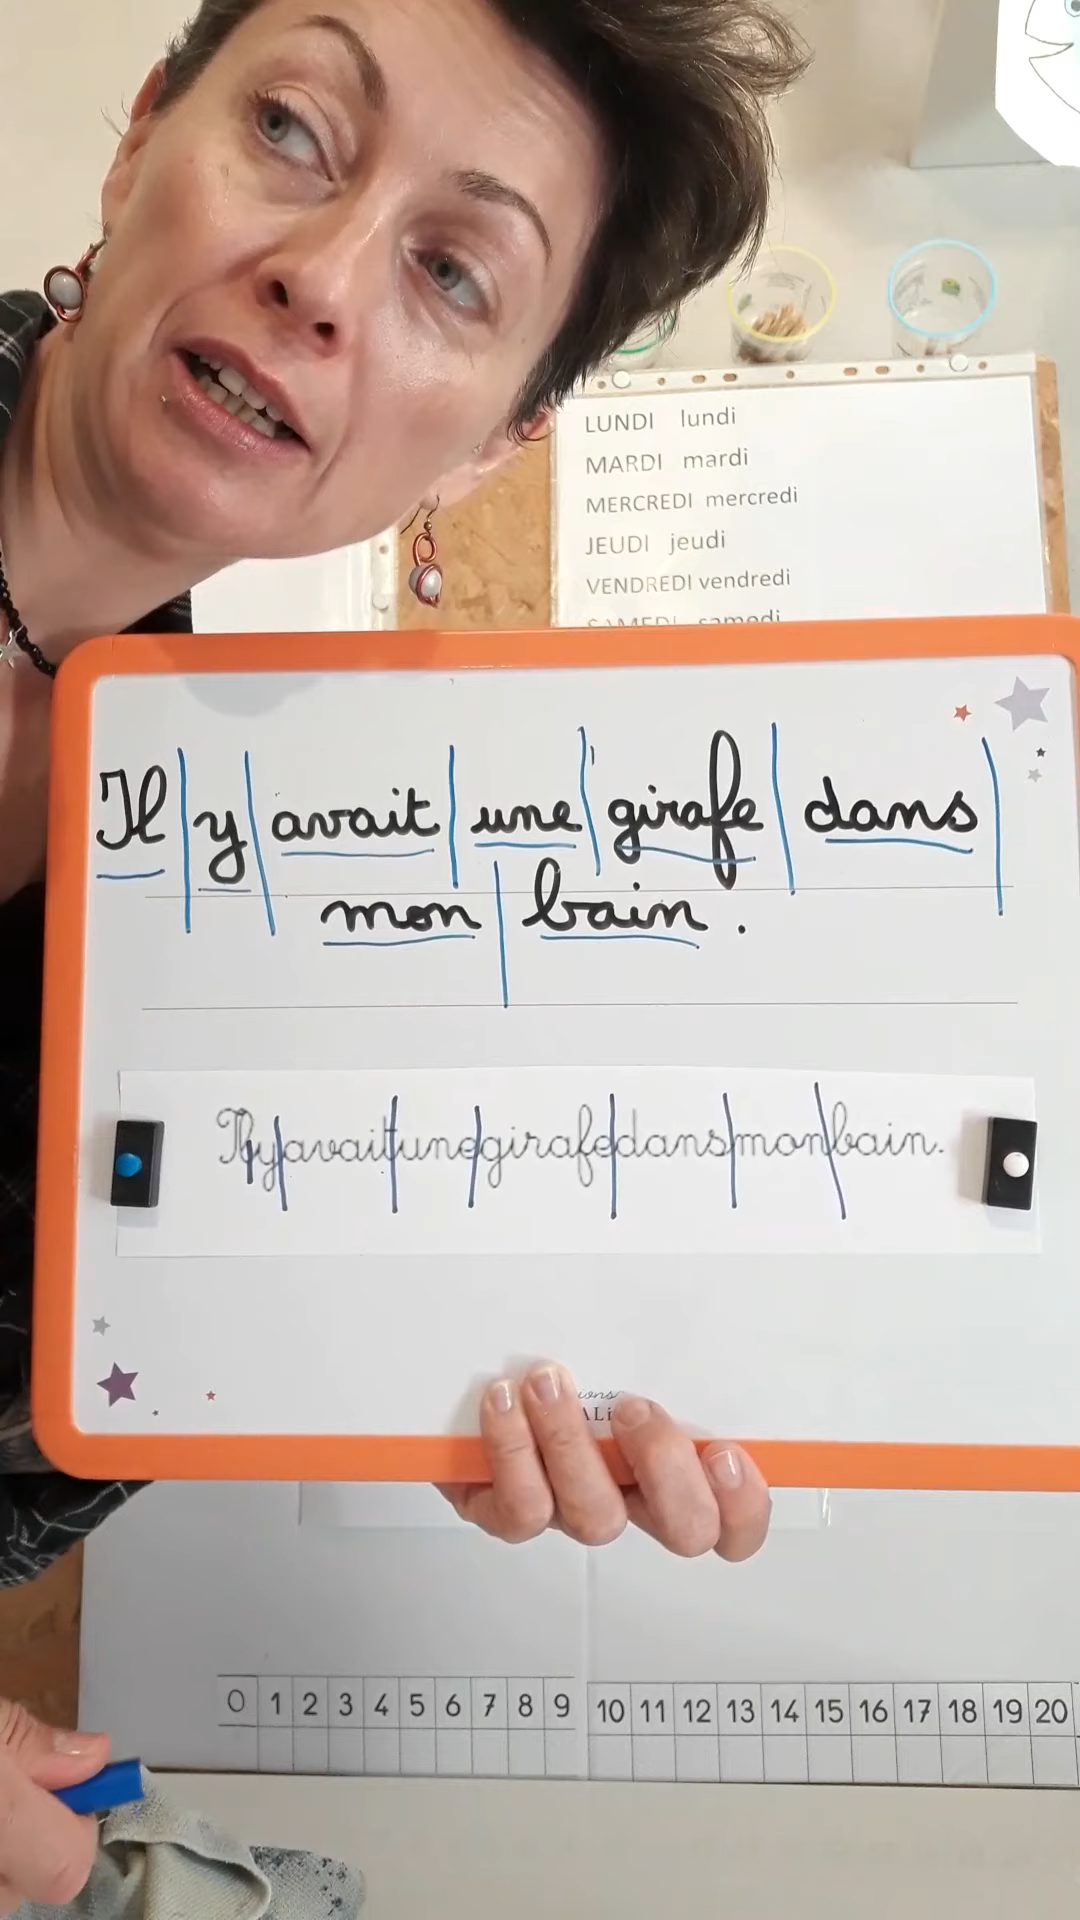 LUNDI lundi
MARDI mardi
MERCREDI mercredi
JEUDI jeudi
VENDREDI vendredi
SAMEDI samedi
Il y avait une girafe dans
mon bain.
Ilyavaitunegirafedansmonbain.
0 1 2 3 4 5 6 7 8 9 10 11 12 13 14 15 16 17 18 19 20